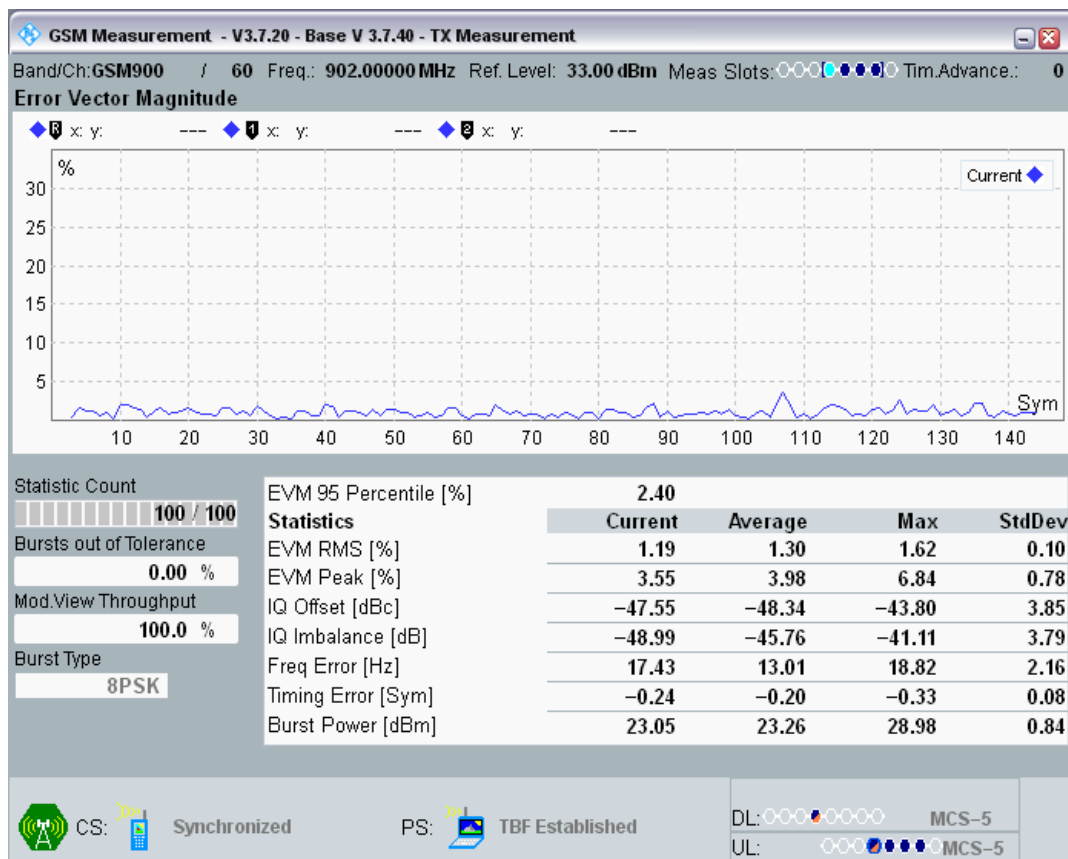 GSM Measurement - V3.7.20 - Base V 3.7.40 - TX Measurement
Band/Ch:GSM900 / 60 Freq.: 902.00000 MHz Ref. Level: 33.00 dBm Meas Slots: Tim.Advance.: 0
Error Vector Magnitude
R x: y: --- 1 x: y: --- 2 x: y: ---
%
Current
30
25
20
15
10
5
Sym
10 20 30 40 50 60 70 80 90 100 110 120 130 140
Statistic Count
100 / 100
Bursts out of Tolerance
0.00 %
Mod.View Throughput
100.0 %
Burst Type
8PSK
EVM 95 Percentile [%] 2.40
Statistics Current Average Max StdDev
EVM RMS [%] 1.19 1.30 1.62 0.10
EVM Peak [%] 3.55 3.98 6.84 0.78
IQ Offset [dBc] −47.55 −48.34 −43.80 3.85
IQ Imbalance [dB] −48.99 −45.76 −41.11 3.79
Freq Error [Hz] 17.43 13.01 18.82 2.16
Timing Error [Sym] −0.24 −0.20 −0.33 0.08
Burst Power [dBm] 23.05 23.26 28.98 0.84
CS: Synchronized PS: TBF Established
DL: MCS−5
UL: MCS−5